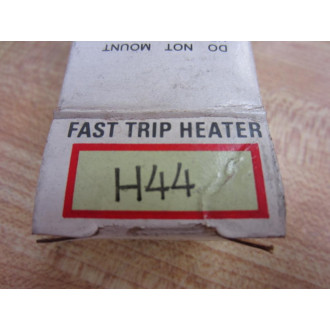 DO NOT MOUNT
FAST TRIP HEATER
H44